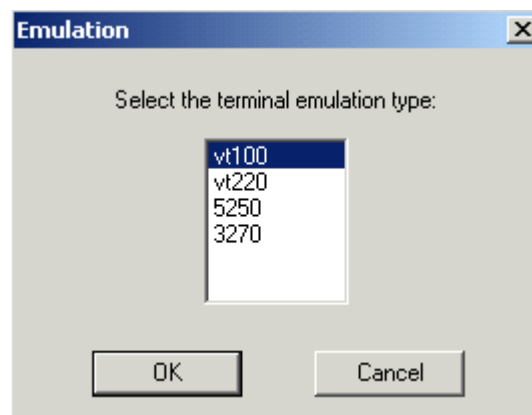 Emulation
Select the terminal emulation type:
vt100
vt220
5250
3270
OK
Cancel